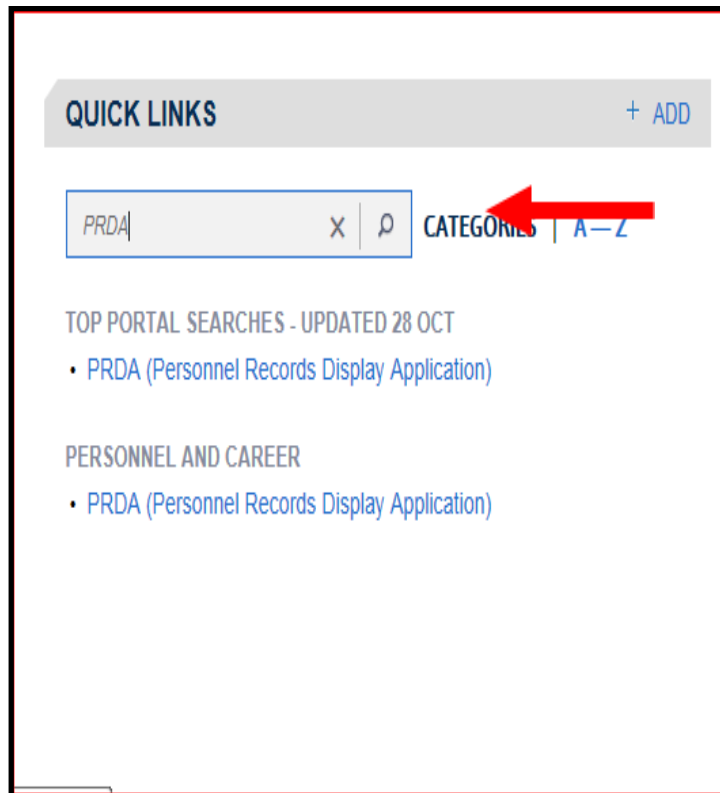 QUICK LINKS + ADD
PRDA X CATEGORIES | A — Z
TOP PORTAL SEARCHES - UPDATED 28 OCT
• PRDA (Personnel Records Display Application)
PERSONNEL AND CAREER
• PRDA (Personnel Records Display Application)